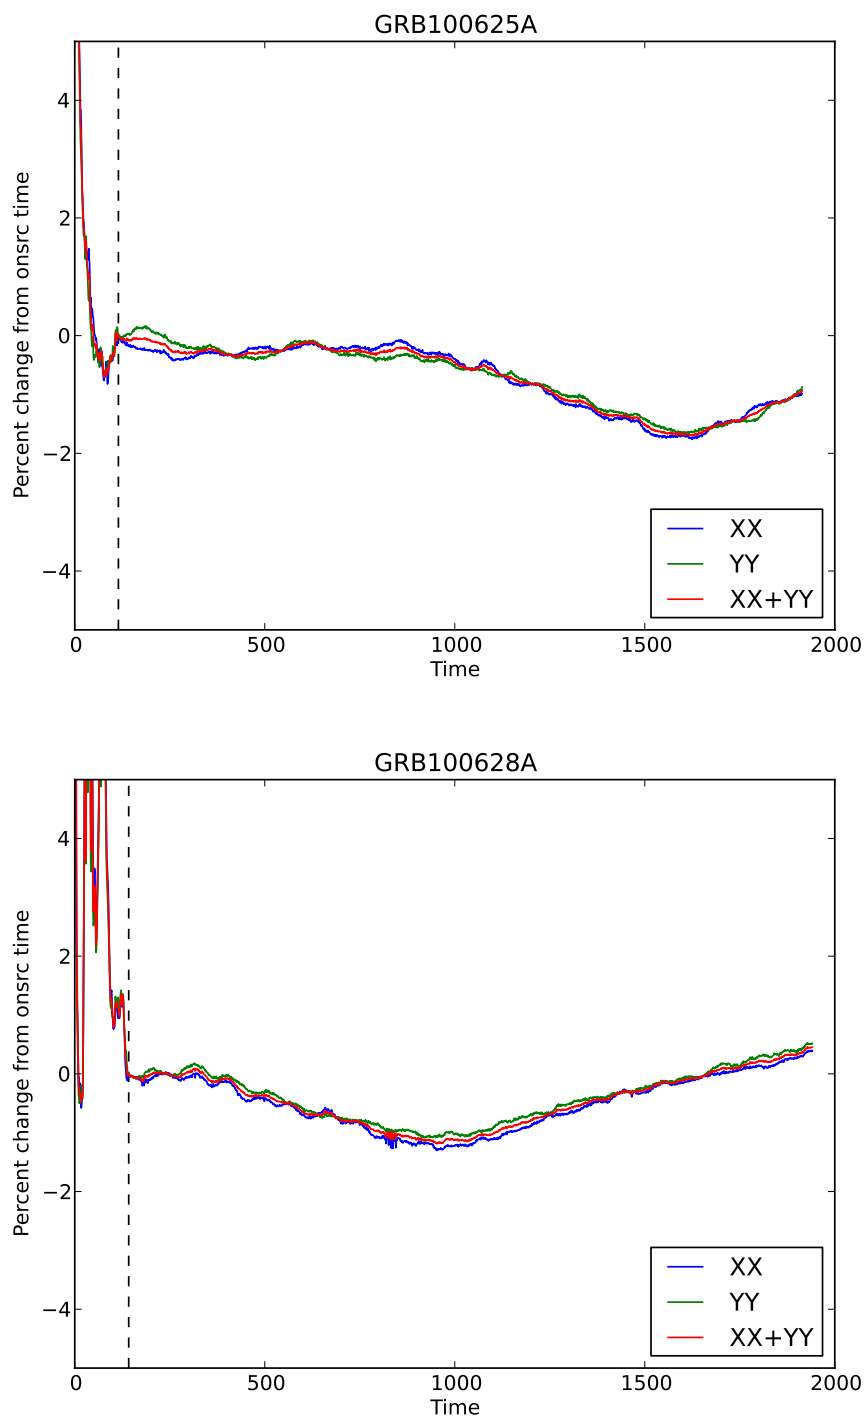 GRB100625A
Percent change from onsrc time
4
2
0
−2
−4
XX
YY
XX+YY
0 500 1000 1500 2000
Time
GRB100628A
Percent change from onsrc time
4
2
0
−2
−4
XX
YY
XX+YY
0 500 1000 1500 2000
Time